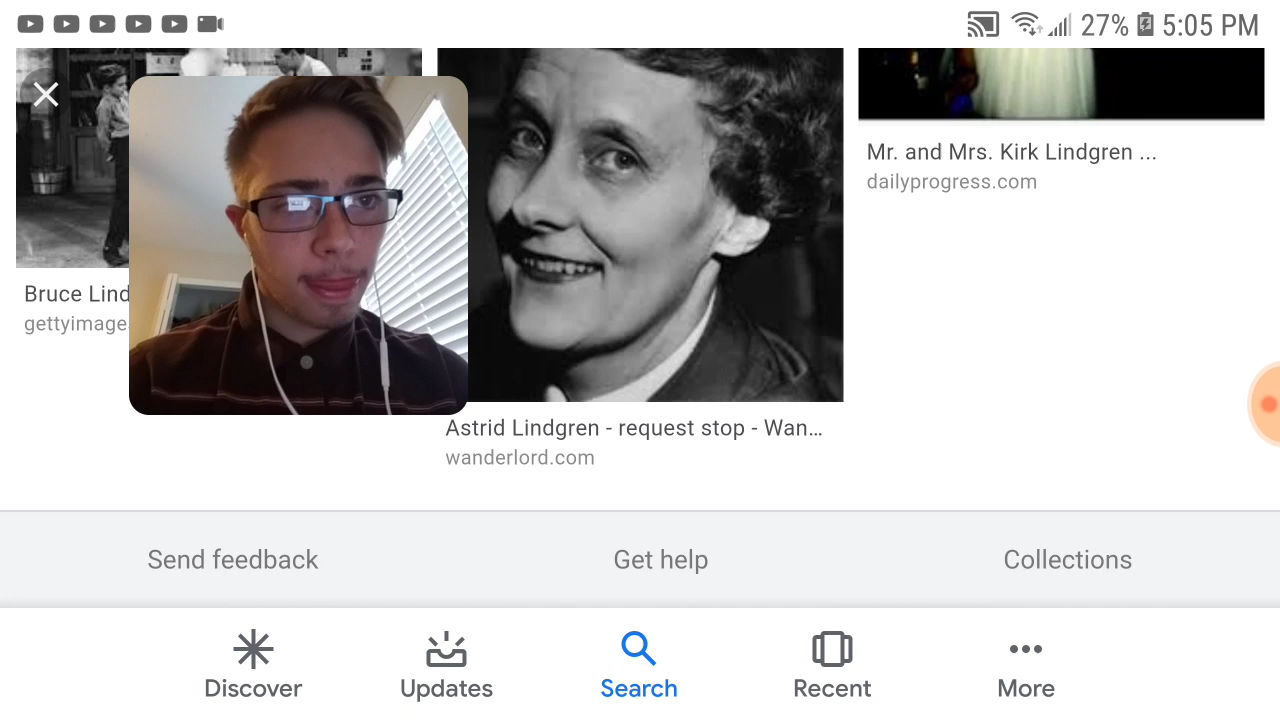 27% 5:05 PM
Mr. and Mrs. Kirk Lindgren ...
dailyprogress.com
Bruce Lind
gettyimage
Astrid Lindgren - request stop - Wan...
wanderlord.com
Send feedback
Get help
Collections
Discover
Updates
Search
Recent
More